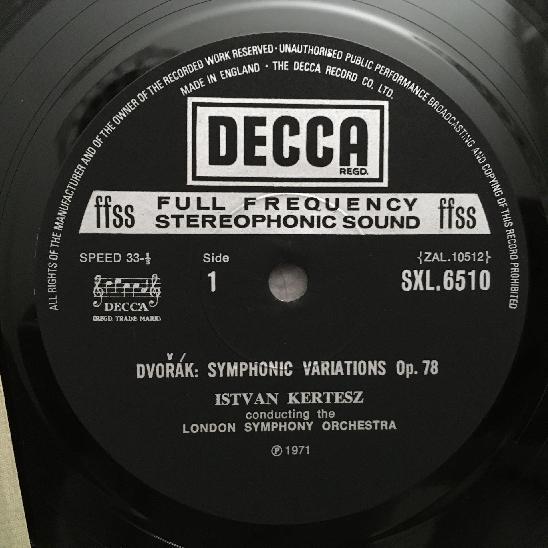 ALL RIGHTS OF THE MANUFACTURER AND OF THE OWNER OF THE RECORDED WORK RESERVED · UNAUTHORISED PUBLIC PERFORMANCE BROADCASTING AND COPYING OF THIS RECORD PROHIBITED
MADE IN ENGLAND · THE DECCA RECORD CO. LTD.
DECCA
REGD.
ffss FULL FREQUENCY ffss
STEREOPHONIC SOUND
SPEED 33-⅓ Side {ZAL.10512}
1 SXL.6510
DECCA
(REGD. TRADE MARK)
DVOŘÁK: SYMPHONIC VARIATIONS Op. 78
ISTVAN KERTESZ
conducting the
LONDON SYMPHONY ORCHESTRA
℗ 1971